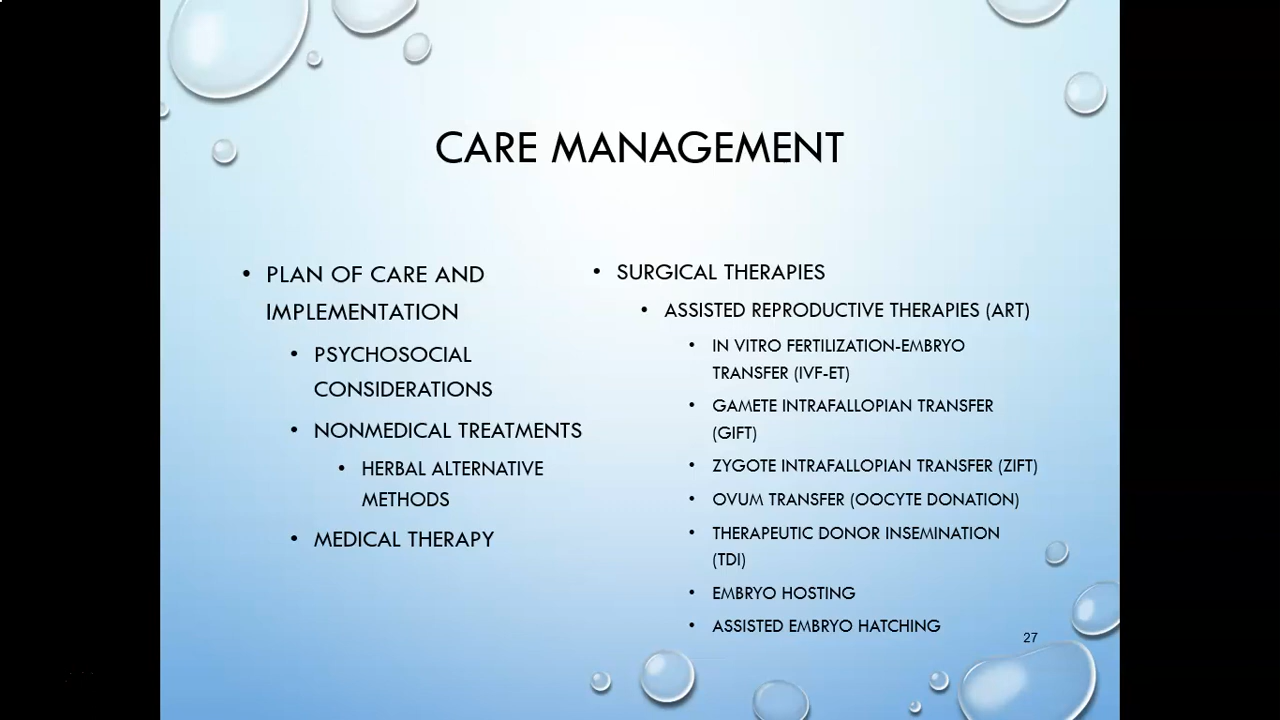 CARE MANAGEMENT
• PLAN OF CARE AND
IMPLEMENTATION
• PSYCHOSOCIAL
CONSIDERATIONS
• NONMEDICAL TREATMENTS
• HERBAL ALTERNATIVE
METHODS
• MEDICAL THERAPY
• SURGICAL THERAPIES
• ASSISTED REPRODUCTIVE THERAPIES (ART)
• IN VITRO FERTILIZATION-EMBRYO
TRANSFER (IVF-ET)
• GAMETE INTRAFALLOPIAN TRANSFER
(GIFT)
• ZYGOTE INTRAFALLOPIAN TRANSFER (ZIFT)
• OVUM TRANSFER (OOCYTE DONATION)
• THERAPEUTIC DONOR INSEMINATION
(TDI)
• EMBRYO HOSTING
• ASSISTED EMBRYO HATCHING
27